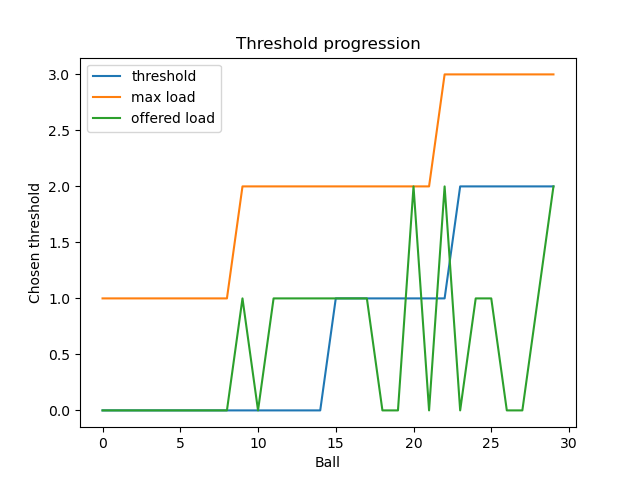 Threshold progression
threshold
max load
offered load
Chosen threshold
3.0
2.5
2.0
1.5
1.0
0.5
0.0
0 5 10 15 20 25 30
Ball